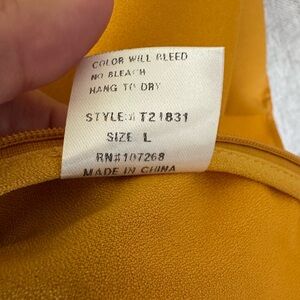 COLOR WILL BLEED
NO BLEACH
HANG TO DRY
STYLE:# T21831
SIZE L
RN#107268
MADE IN CHINA